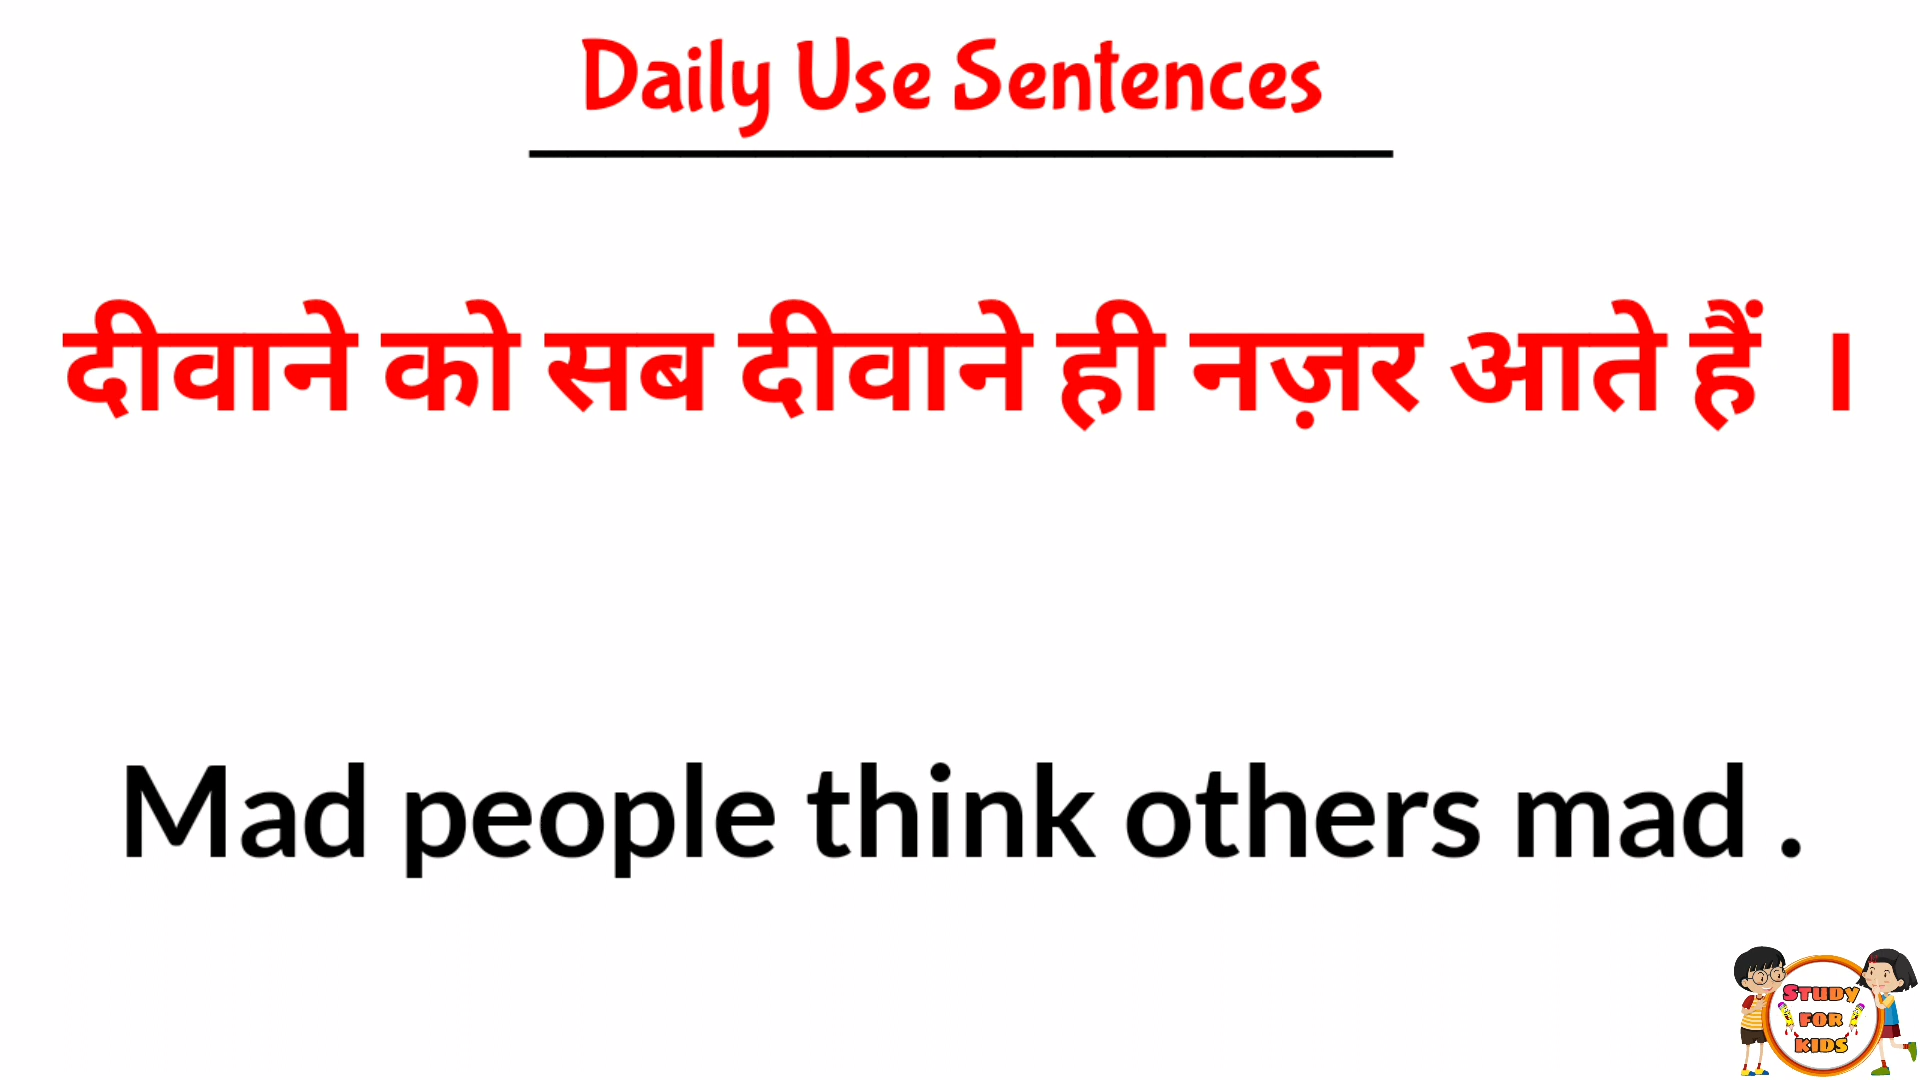 Daily Use Sentences
दीवाने को सब दीवाने ही नज़र आते हैं ।
Mad people think others mad .
STUDY
FOR
KIDS